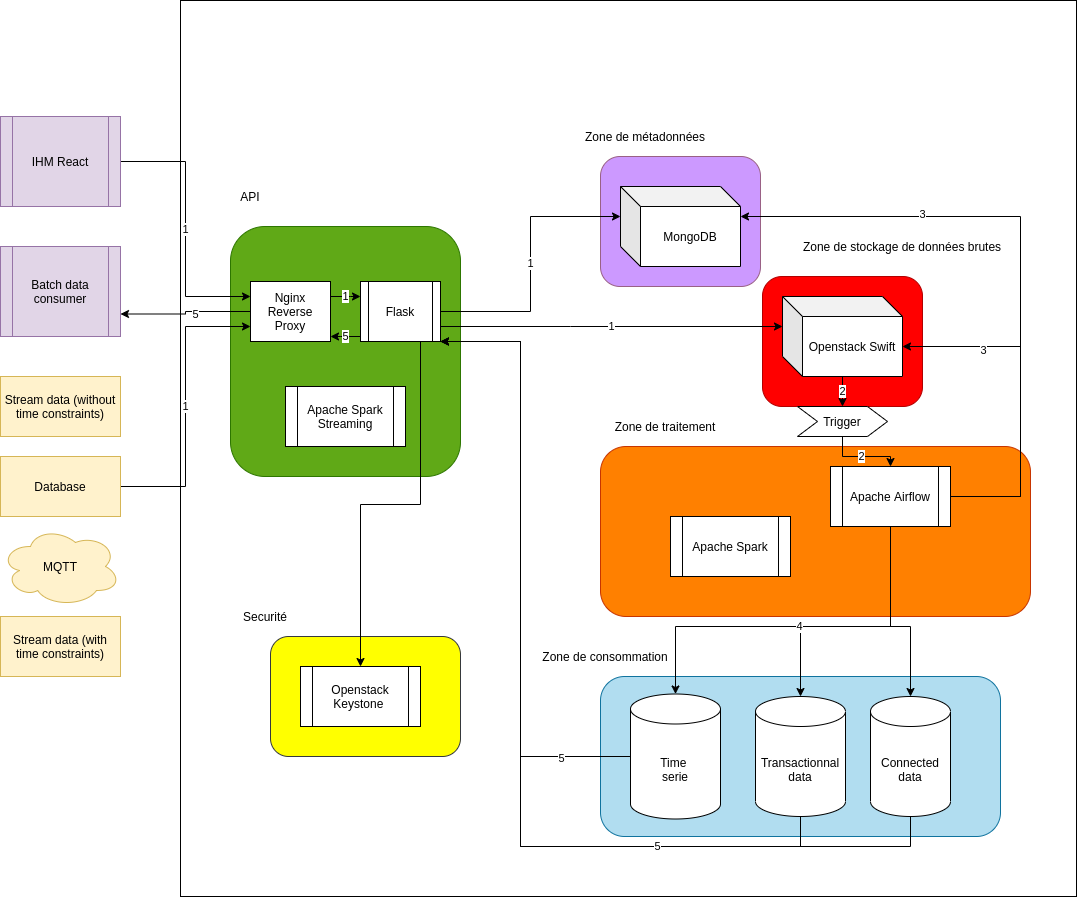 Zone de métadonnées
IHM React
API
1
MongoDB
3
Zone de stockage de données brutes
1
Batch data
consumer
5
Nginx
Reverse
Proxy
1
5
Flask
1
Openstack Swift
3
2
Trigger
Stream data (without
time constraints)
1
Apache Spark
Streaming
Zone de traitement
2
Database
Apache Airflow
MQTT
Apache Spark
Securité
4
Stream data (with
time constraints)
Zone de consommation
Openstack
Keystone
5
Time
serie
Transactionnal
data
Connected
data
5